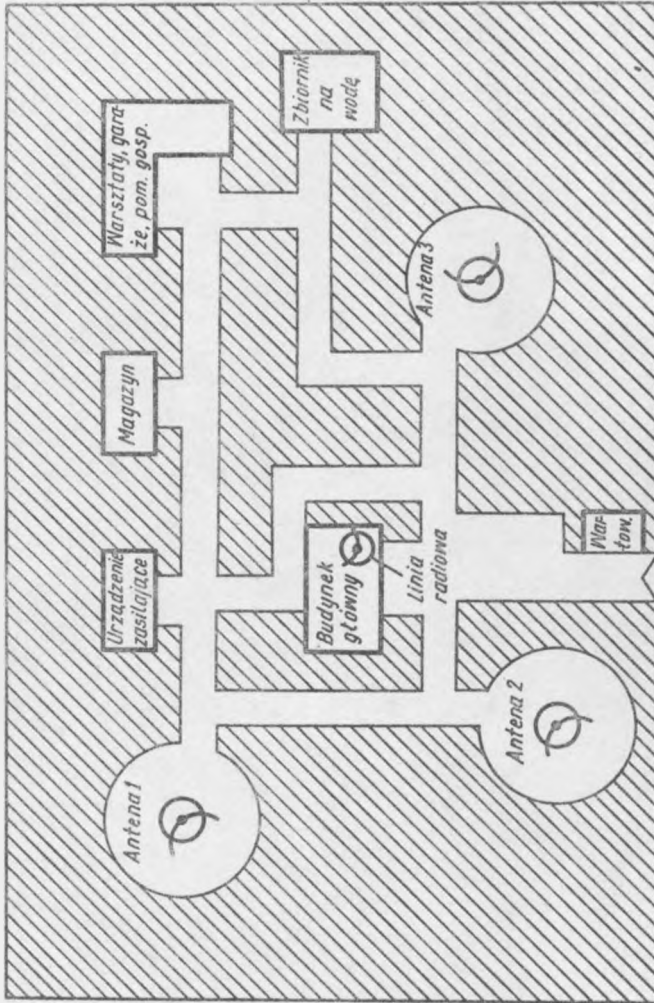 Zbiornik
na
wodę
Warsztaty, gara-
że, pom. gosp.
Antena 3
Magazyn
Urządzenie
zasilające
Budynek
główny
Linia
radiowa
War-
tow.
Antena 2
Antena 1